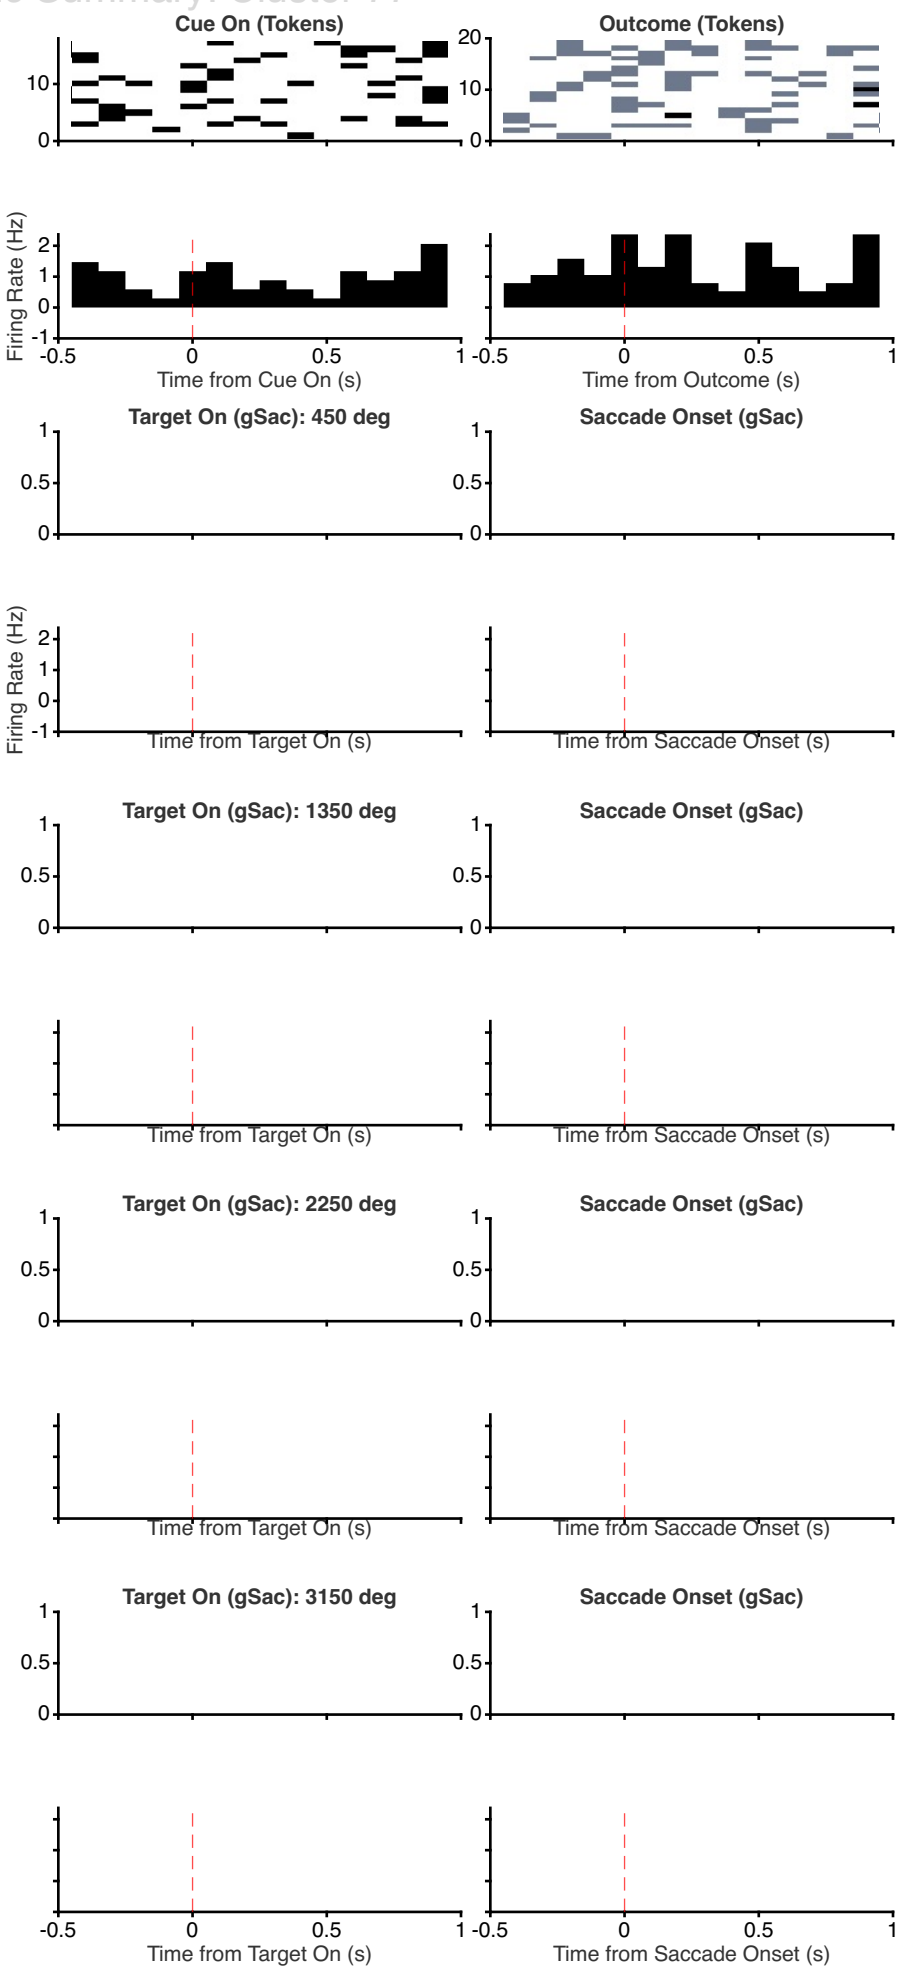 Summary: Cluster
Cue On (Tokens) Outcome (Tokens)
10 0
20 10 0
Firing Rate (Hz)
2 1 0 -1
-0.5 0 0.5 1 -0.5 0 0.5 1
Time from Cue On (s) Time from Outcome (s)
Target On (gSac): 450 deg Saccade Onset (gSac)
1 1
0.5 0.5
0 0
Firing Rate (Hz)
2 1 0 -1
Time from Target On (s) Time from Saccade Onset (s)
Target On (gSac): 1350 deg Saccade Onset (gSac)
1 1
0.5 0.5
0 0
Time from Target On (s) Time from Saccade Onset (s)
Target On (gSac): 2250 deg Saccade Onset (gSac)
1 1
0.5 0.5
0 0
Time from Target On (s) Time from Saccade Onset (s)
Target On (gSac): 3150 deg Saccade Onset (gSac)
1 1
0.5 0.5
0 0
-0.5 0 0.5 1 -0.5 0 0.5 1
Time from Target On (s) Time from Saccade Onset (s)